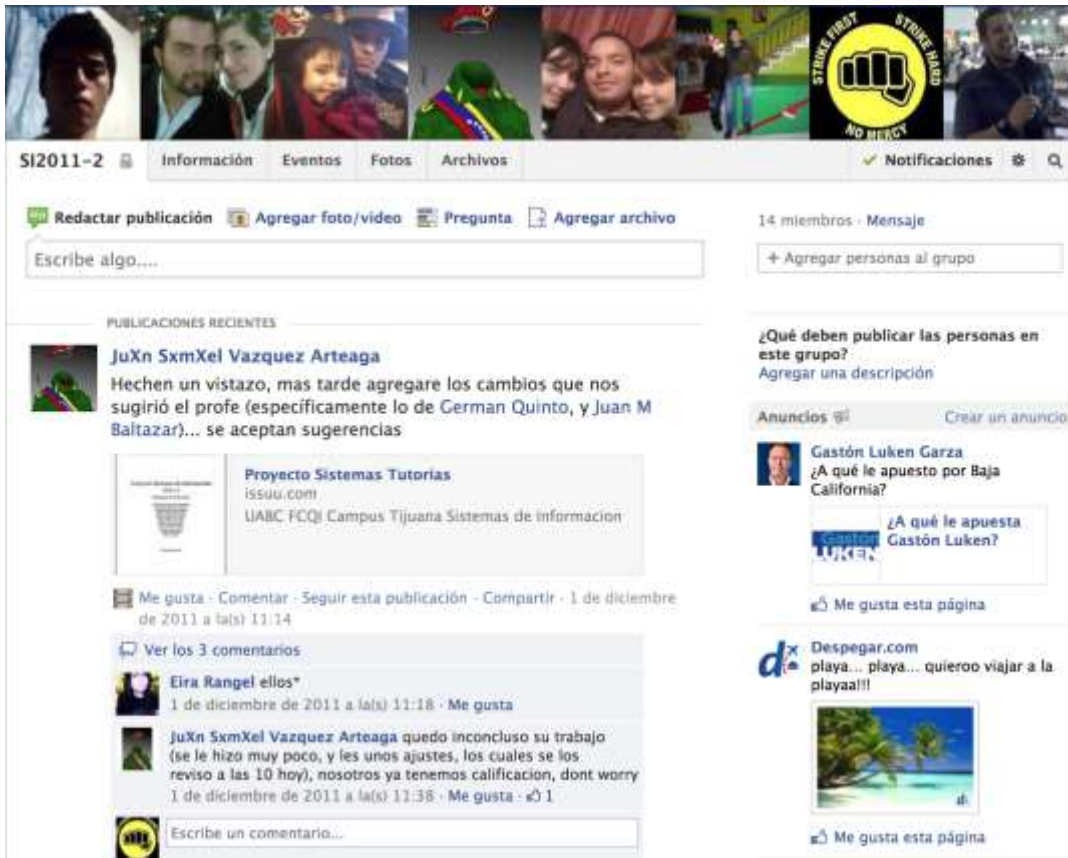 STRIKE FIRST STRIKE HARD
NO MERCY
SI2011-2 Información Eventos Fotos Archivos Notificaciones
Redactar publicación Agregar foto/video Pregunta Agregar archivo
Escribe algo....
14 miembros · Mensaje
+ Agregar personas al grupo
PUBLICACIONES RECIENTES
JuXn SxmXel Vazquez Arteaga
Hechen un vistazo, mas tarde agregare los cambios que nos
sugirió el profe (específicamente lo de German Quinto, y Juan M
Baltazar)... se aceptan sugerencias
Proyecto Sistemas Tutorias
issuu.com
UABC FCQI Campus Tijuana Sistemas de Informacion
Me gusta · Comentar · Seguir esta publicación · Compartir · 1 de diciembre
de 2011 a la(s) 11:14
Ver los 3 comentarios
Eira Rangel ellos*
1 de diciembre de 2011 a la(s) 11:18 · Me gusta
JuXn SxmXel Vazquez Arteaga quedo inconcluso su trabajo
(se le hizo muy poco, y les unos ajustes, los cuales se los
reviso a las 10 hoy), nosotros ya tenemos calificacion, dont worry
1 de diciembre de 2011 a la(s) 11:38 · Me gusta · 1
Escribe un comentario...
¿Qué deben publicar las personas en
este grupo?
Agregar una descripción
Anuncios Crear un anuncio
Gastón Luken Garza
¿A qué le apuesto por Baja
California?
Gastón
LUKEN
¿A qué le apuesta
Gastón Luken?
Me gusta esta página
Despegar.com
playa... playa... quieroo viajar a la
playaa!!!
Me gusta esta página